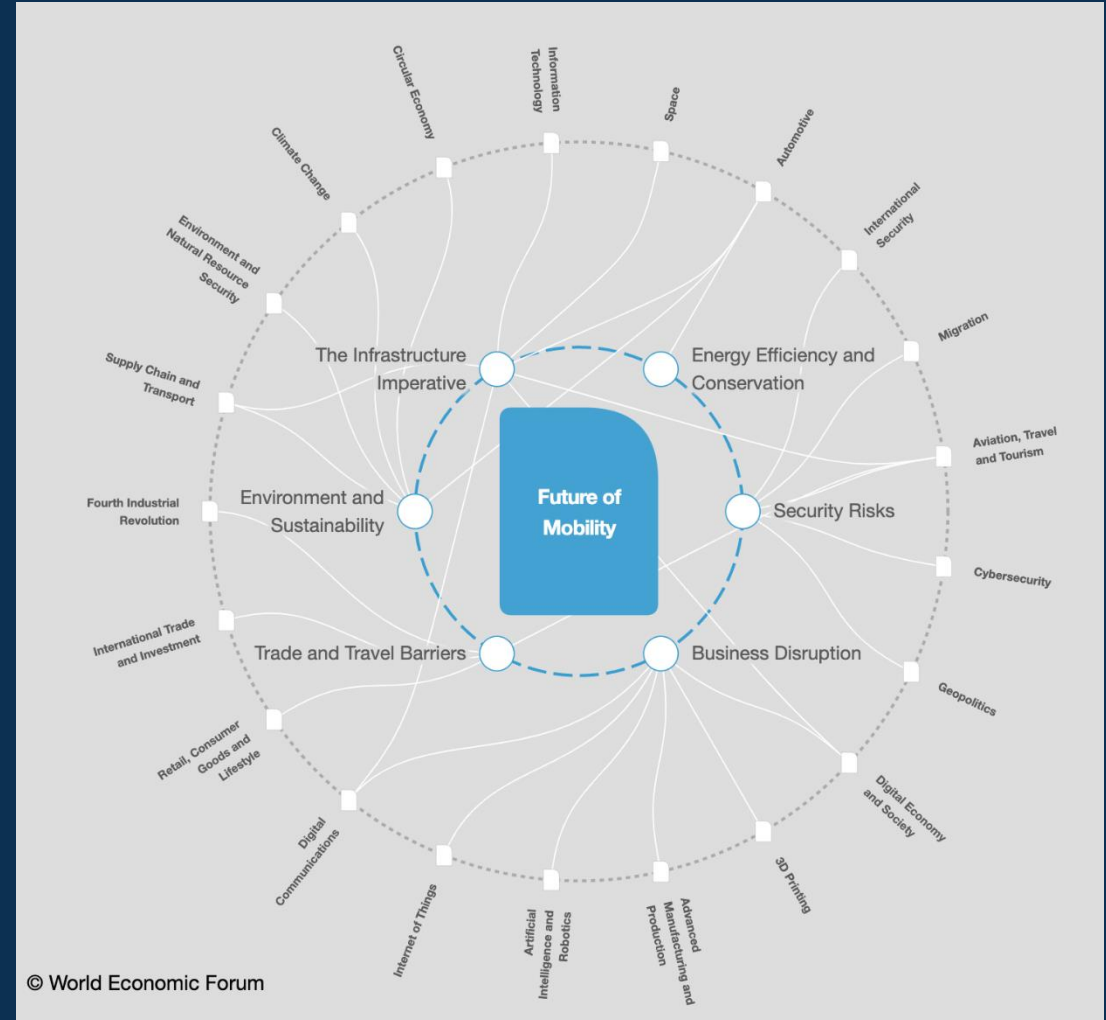 Information
Technology
Space
Automotive
International
Security
Migration
Aviation, Travel
and Tourism
Cybersecurity
Geopolitics
Digital Economy
and Society
3D Printing
Advanced
Manufacturing and
Production
Artificial
Intelligence and
Robotics
Internet of Things
Digital
Communications
Retail, Consumer
Goods and
Lifestyle
International Trade
and Investment
Fourth Industrial
Revolution
Supply Chain and
Transport
Environment and
Natural Resource
Security
Climate Change
Circular Economy
The Infrastructure
Imperative
Energy Efficiency and
Conservation
Environment and
Sustainability
Future of
Mobility
Security Risks
Trade and Travel Barriers
Business Disruption
© World Economic Forum